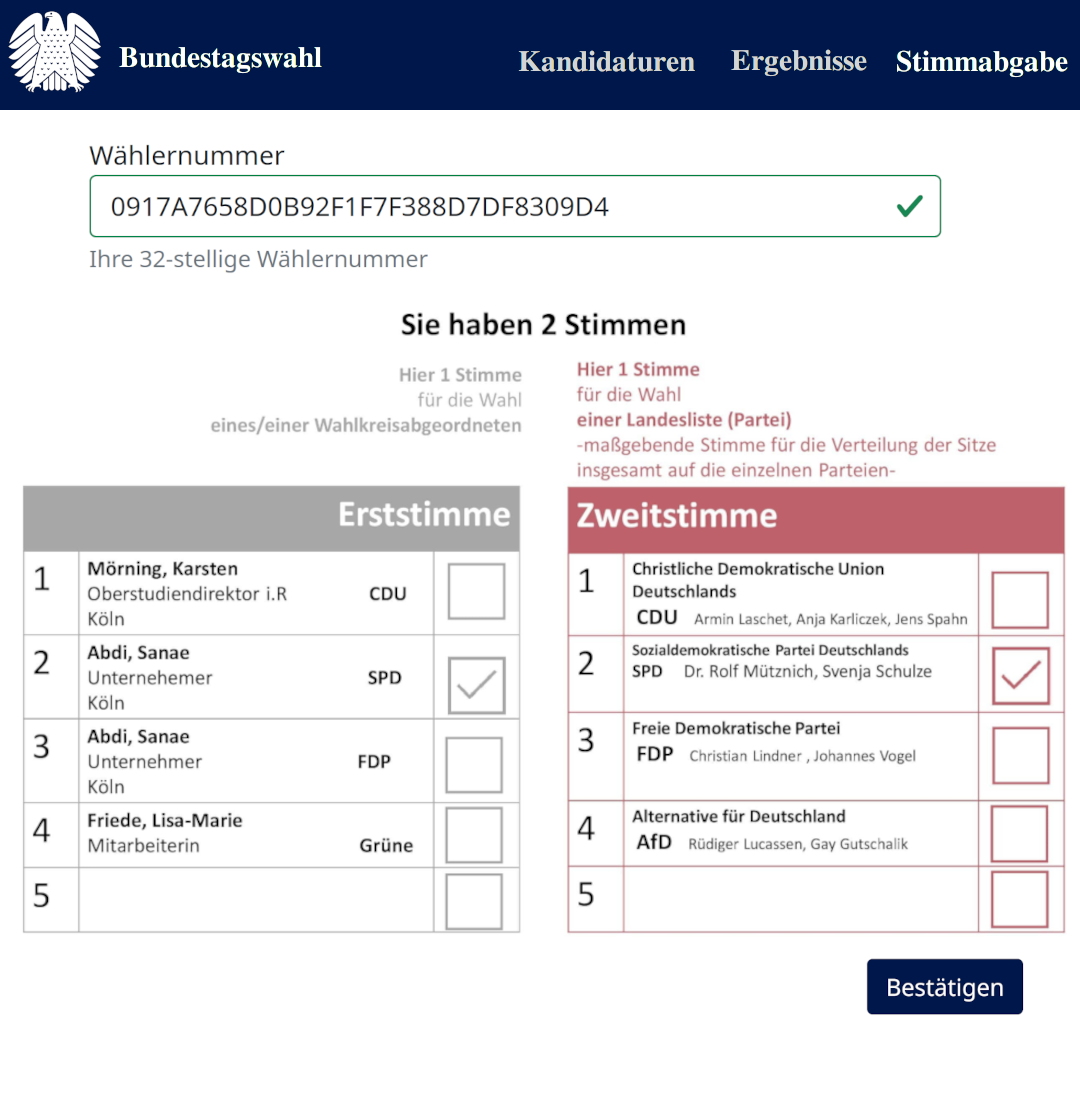 Bundestagswahl
Kandidaturen Ergebnisse Stimmabgabe
Wählernummer
0917A7658D0B92F1F7F388D7DF8309D4
Ihre 32-stellige Wählernummer
Sie haben 2 Stimmen
Hier 1 Stimme
für die Wahl
eines/einer Wahlkreisabgeordneten
Hier 1 Stimme
für die Wahl
einer Landesliste (Partei)
-maßgebende Stimme für die Verteilung der Sitze
insgesamt auf die einzelnen Parteien-
Erststimme
1
Mörning, Karsten
Oberstudiendirektor i.R CDU
Köln
2
Abdi, Sanae
Unternehemer SPD
Köln
3
Abdi, Sanae
Unternehmer FDP
Köln
4
Friede, Lisa-Marie
Mitarbeiterin Grüne
5
Zweitstimme
1
Christliche Demokratische Union
Deutschlands
CDU Armin Laschet, Anja Karliczek, Jens Spahn
2
Sozialdemokratische Partei Deutschlands
SPD Dr. Rolf Mütznich, Svenja Schulze
3
Freie Demokratische Partei
FDP Christian Lindner , Johannes Vogel
4
Alternative für Deutschland
AfD Rüdiger Lucassen, Gay Gutschalik
5
Bestätigen